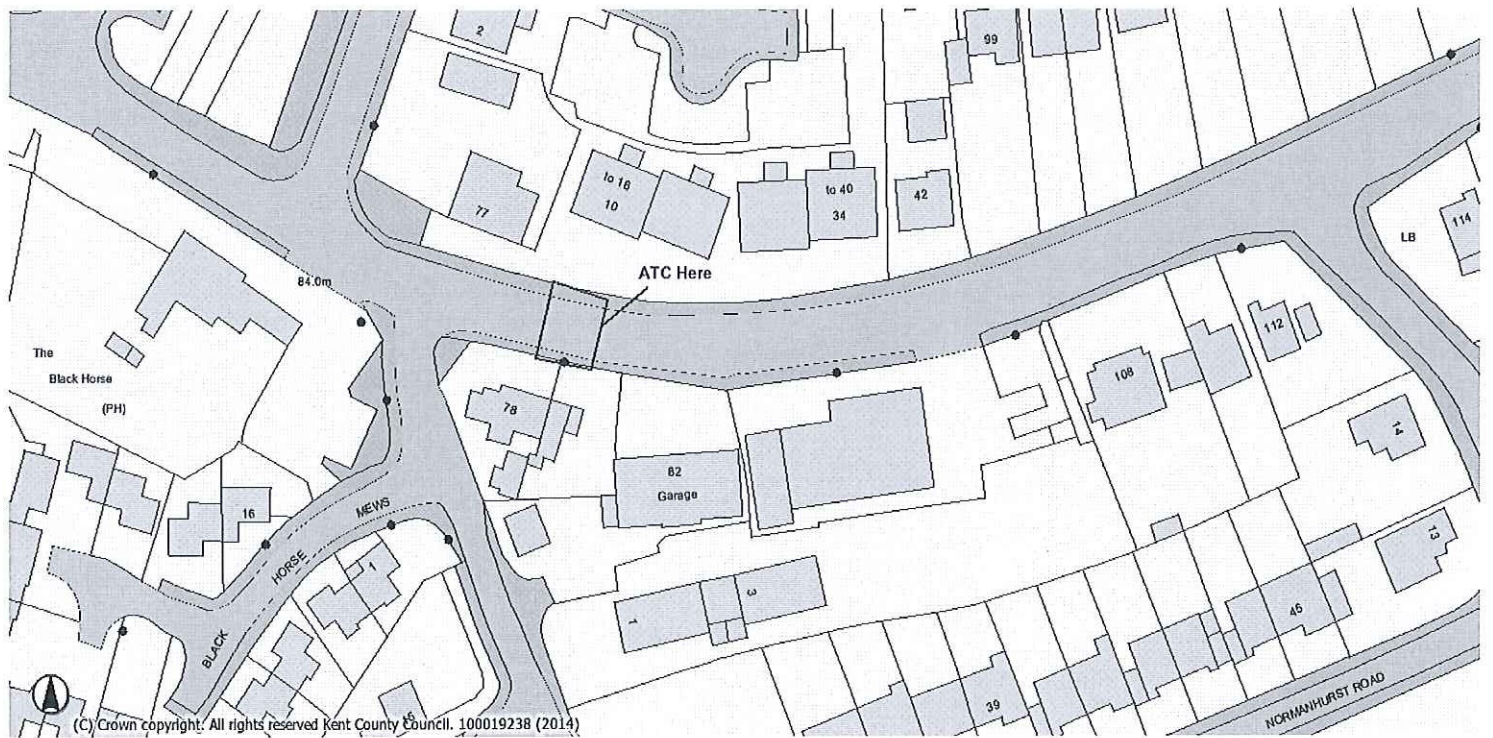 2
99
to 16
10
77
to 40
34
42
LB
114
ATC Here
84.0m
The
Black Horse
(PH)
78
82
Garage
108
112
14
16
MEWS
HORSE
BLACK
1
1
3
13
45
39
NORMANHURST ROAD
(C) Crown copyright. All rights reserved Kent County Council. 100019238 (2014)